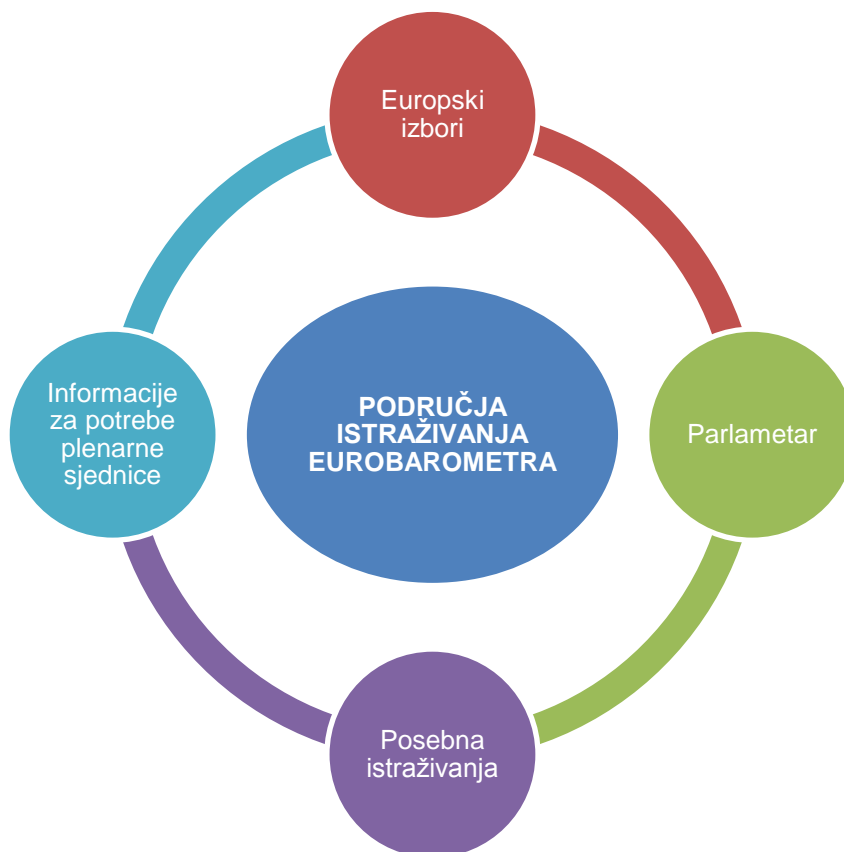 Europski
izbori
Informacije
za potrebe
plenarne
sjednice
PODRUČJA
ISTRAŽIVANJA
EUROBAROMETRA
Parlametar
Posebna
istraživanja